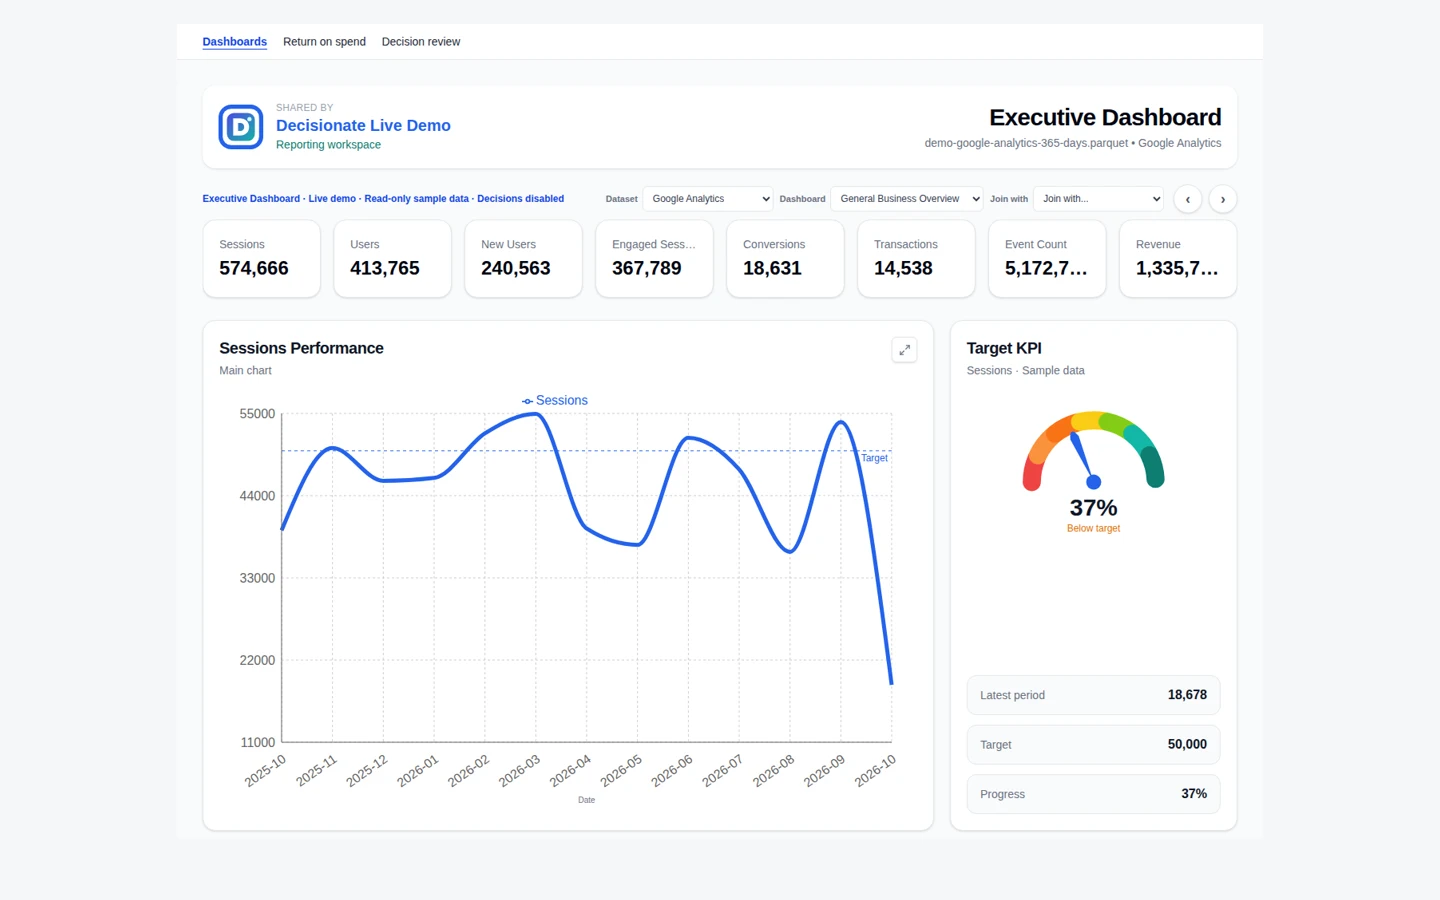 Dashboards Return on spend Decision review
SHARED BY
Decisionate Live Demo
Reporting workspace
Executive Dashboard
demo-google-analytics-365-days.parquet • Google Analytics
Executive Dashboard · Live demo · Read-only sample data · Decisions disabled
Dataset Google Analytics Dashboard General Business Overview Join with Join with... ‹ ›
Sessions Users New Users Engaged Sess… Conversions Transactions Event Count Revenue
574,666 413,765 240,563 367,789 18,631 14,538 5,172,7… 1,335,7…
Sessions Performance
Main chart
Sessions
55000
Target
44000
33000
22000
11000
2025-10 2025-11 2025-12 2026-01 2026-02 2026-03 2026-04 2026-05 2026-06 2026-07 2026-08 2026-09 2026-10
Date
Target KPI
Sessions · Sample data
37%
Below target
Latest period 18,678
Target 50,000
Progress 37%